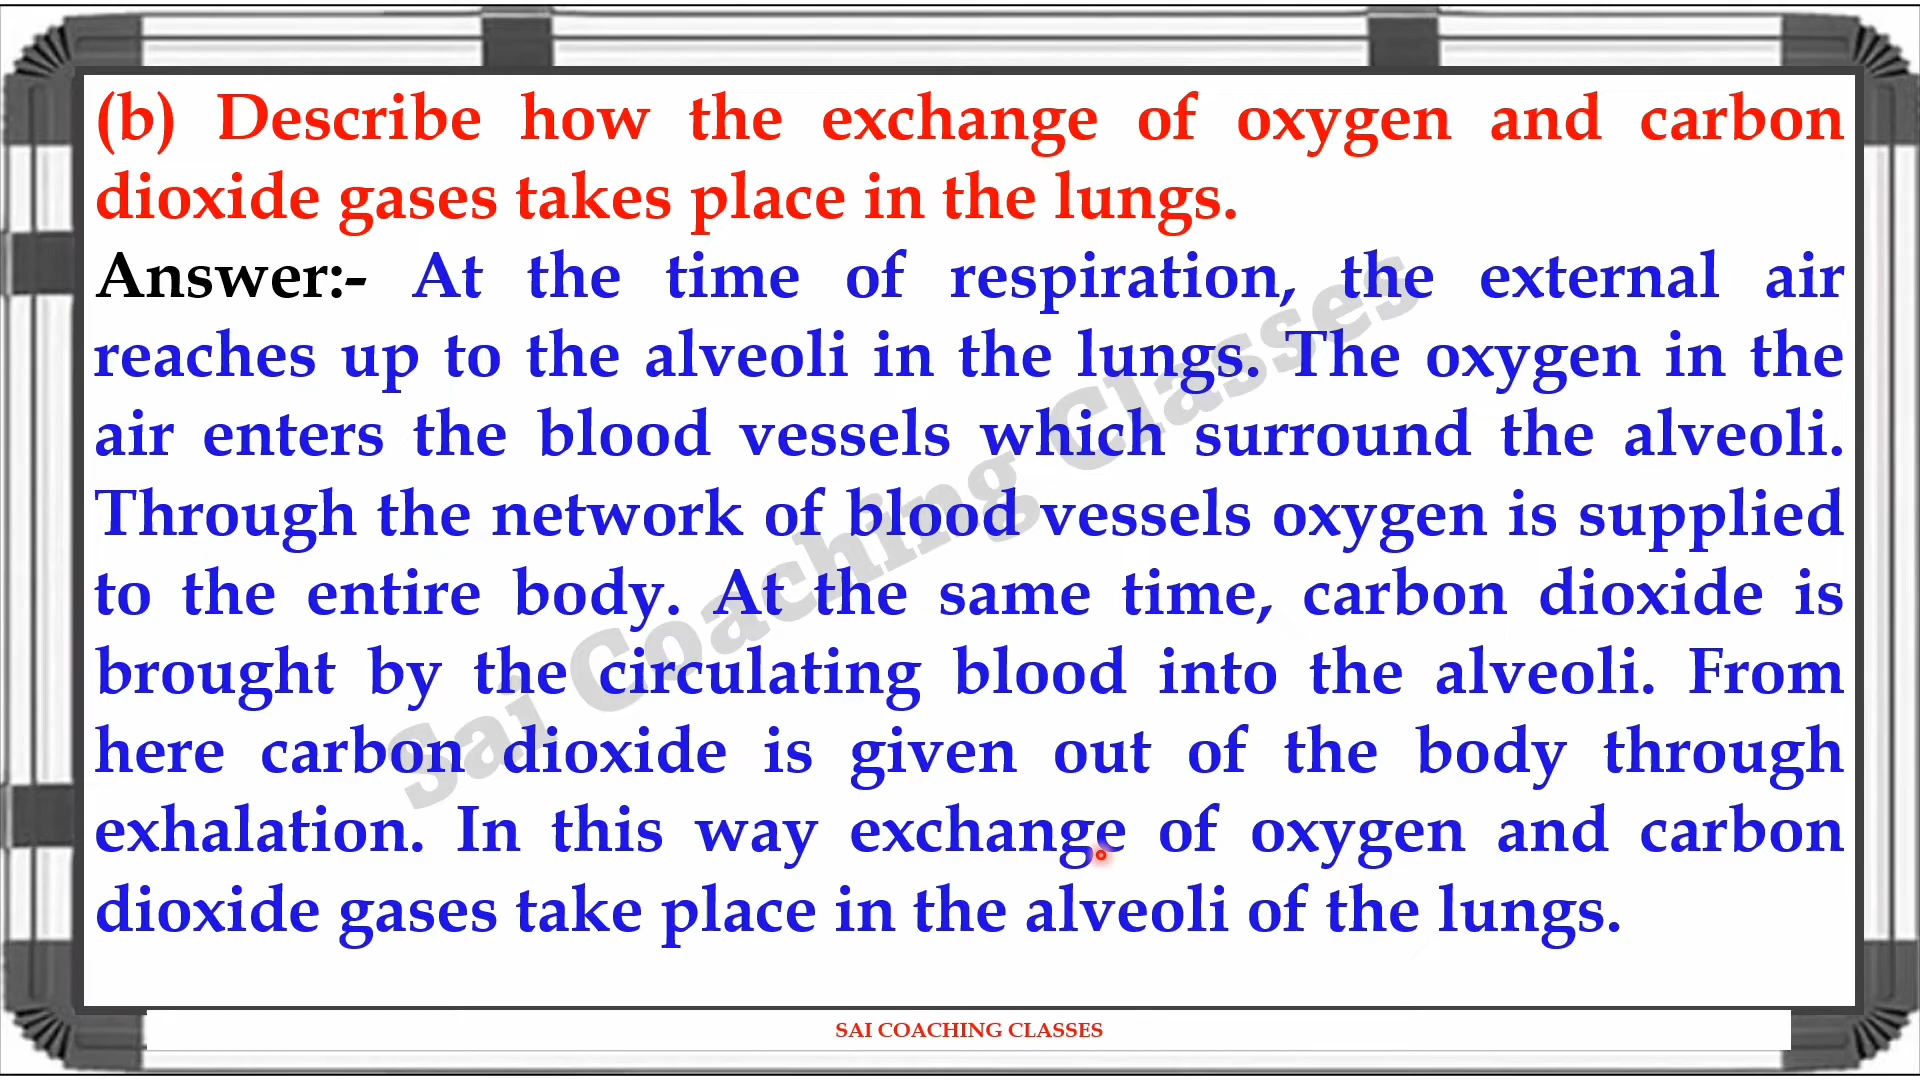 (b) Describe how the exchange of oxygen and carbon
dioxide gases takes place in the lungs.
Answer:- At the time of respiration, the external air
reaches up to the alveoli in the lungs. The oxygen in the
air enters the blood vessels which surround the alveoli.
Through the network of blood vessels oxygen is supplied
to the entire body. At the same time, carbon dioxide is
brought by the circulating blood into the alveoli. From
here carbon dioxide is given out of the body through
exhalation. In this way exchange of oxygen and carbon
dioxide gases take place in the alveoli of the lungs.
Sai Coaching Classes
SAI COACHING CLASSES